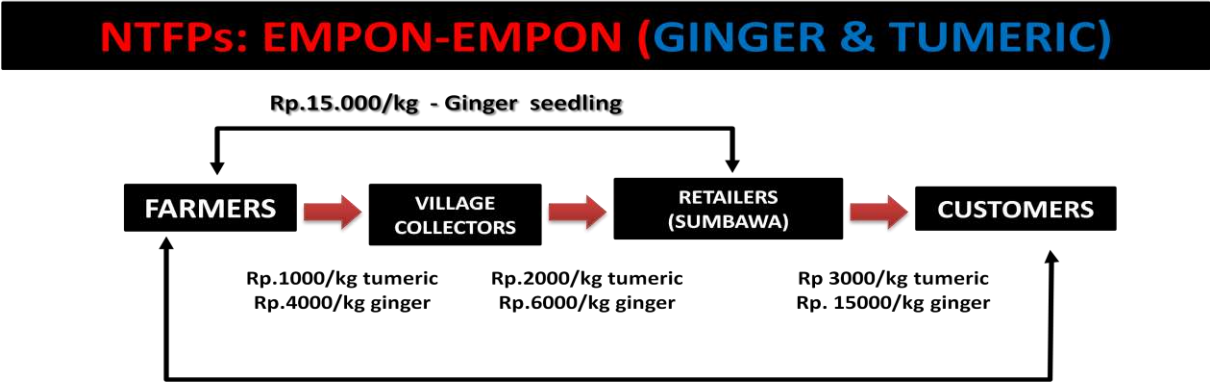 NTFPs: EMPON-EMPON (GINGER & TUMERIC)
Rp.15.000/kg - Ginger seedling
FARMERS
VILLAGE
COLLECTORS
RETAILERS
(SUMBAWA)
CUSTOMERS
Rp.1000/kg tumeric
Rp.4000/kg ginger
Rp.2000/kg tumeric
Rp.6000/kg ginger
Rp 3000/kg tumeric
Rp. 15000/kg ginger